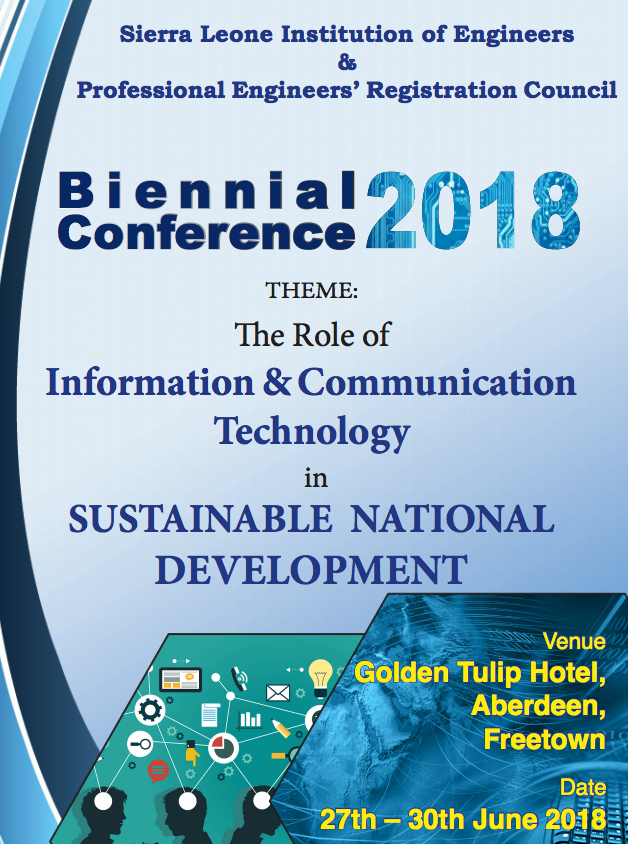 Sierra Leone Institution of Engineers
&
Professional Engineers’ Registration Council
Biennial
Conference 2018
THEME:
The Role of
Information & Communication
Technology
in
SUSTAINABLE NATIONAL
DEVELOPMENT
Venue
Golden Tulip Hotel,
Aberdeen,
Freetown
Date
27th – 30th June 2018